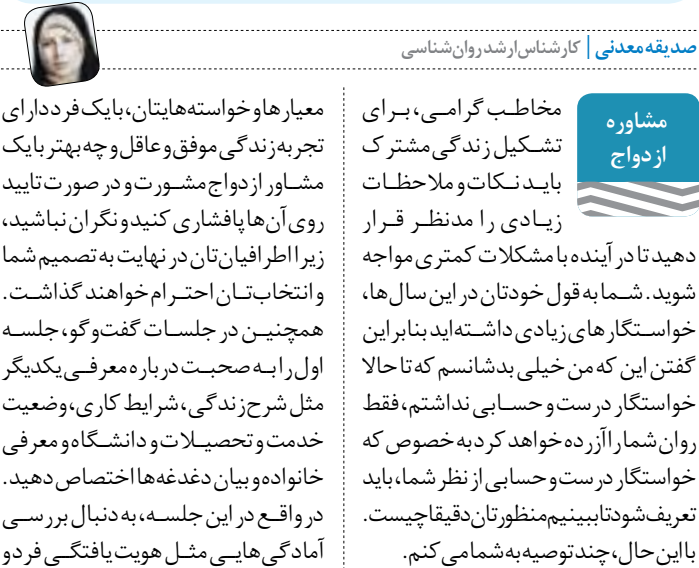 صدیقه معدنی | کارشناس ارشد روان شناسی
مشاوره
ازدواج
مخاطب گرامی، برای
تشکیل زندگی مشترک
باید نکات و ملاحظات
زیادی را مدنظر قرار
دهید تا در آینده با مشکلات کمتری مواجه
شوید. شما به قول خودتان در این سال ها،
خواستگارهای زیادی داشته اید بنابراین
گفتن این که من خیلی بدشانسم که تا حالا
خواستگار درست و حسابی نداشتم، فقط
روان شما را آزرده خواهد کرد به خصوص که
خواستگار درست و حسابی از نظر شما، باید
تعریف شود تا ببینیم منظورتان دقیقا چیست.
با این حال، چند توصیه به شما می کنم.
معیارها و خواسته هایتان، با یک فرد دارای
تجربه زندگی موفق و عاقل و چه بهتر با یک
مشاور ازدواج مشورت و در صورت تایید
روی آن ها پافشاری کنید و نگران نباشید،
زیرا اطرافیان تان در نهایت به تصمیم شما
و انتخاب تان احترام خواهند گذاشت.
همچنین در جلسات گفت و گو، جلسه
اول را به صحبت درباره معرفی یکدیگر
مثل شرح زندگی، شرایط کاری، وضعیت
خدمت و تحصیلات و دانشگاه و معرفی
خانواده و بیان دغدغه ها اختصاص دهید.
در واقع در این جلسه، به دنبال بررسی
آمادگی هایی مثل هویت یافتگی فرد و